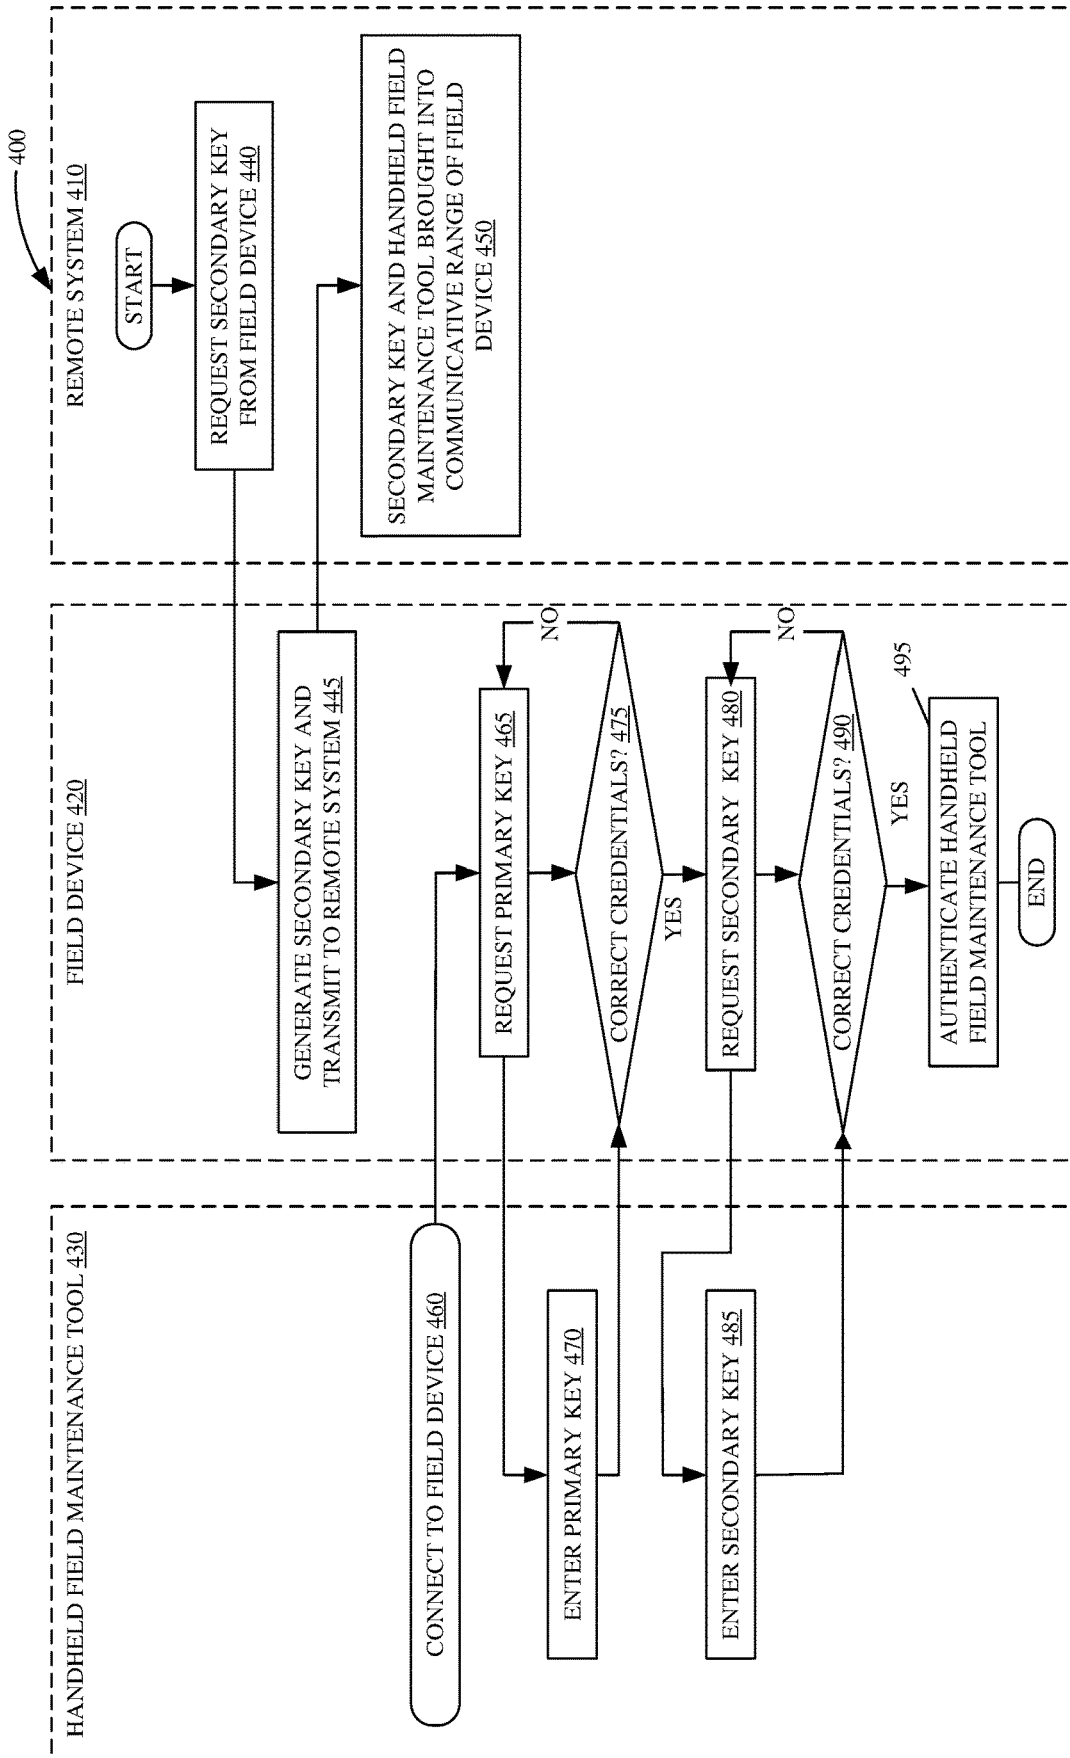 400
HANDHELD FIELD MAINTENANCE TOOL 430
FIELD DEVICE 420
REMOTE SYSTEM 410
START
REQUEST SECONDARY KEY
FROM FIELD DEVICE 440
GENERATE SECONDARY KEY AND
TRANSMIT TO REMOTE SYSTEM 445
SECONDARY KEY AND HANDHELD FIELD
MAINTENANCE TOOL BROUGHT INTO
COMMUNICATIVE RANGE OF FIELD
DEVICE 450
CONNECT TO FIELD DEVICE 460
REQUEST PRIMARY KEY 465
NO
ENTER PRIMARY KEY 470
CORRECT CREDENTIALS? 475
YES
REQUEST SECONDARY KEY 480
NO
ENTER SECONDARY KEY 485
CORRECT CREDENTIALS? 490
YES
495
AUTHENTICATE HANDHELD
FIELD MAINTENANCE TOOL
END